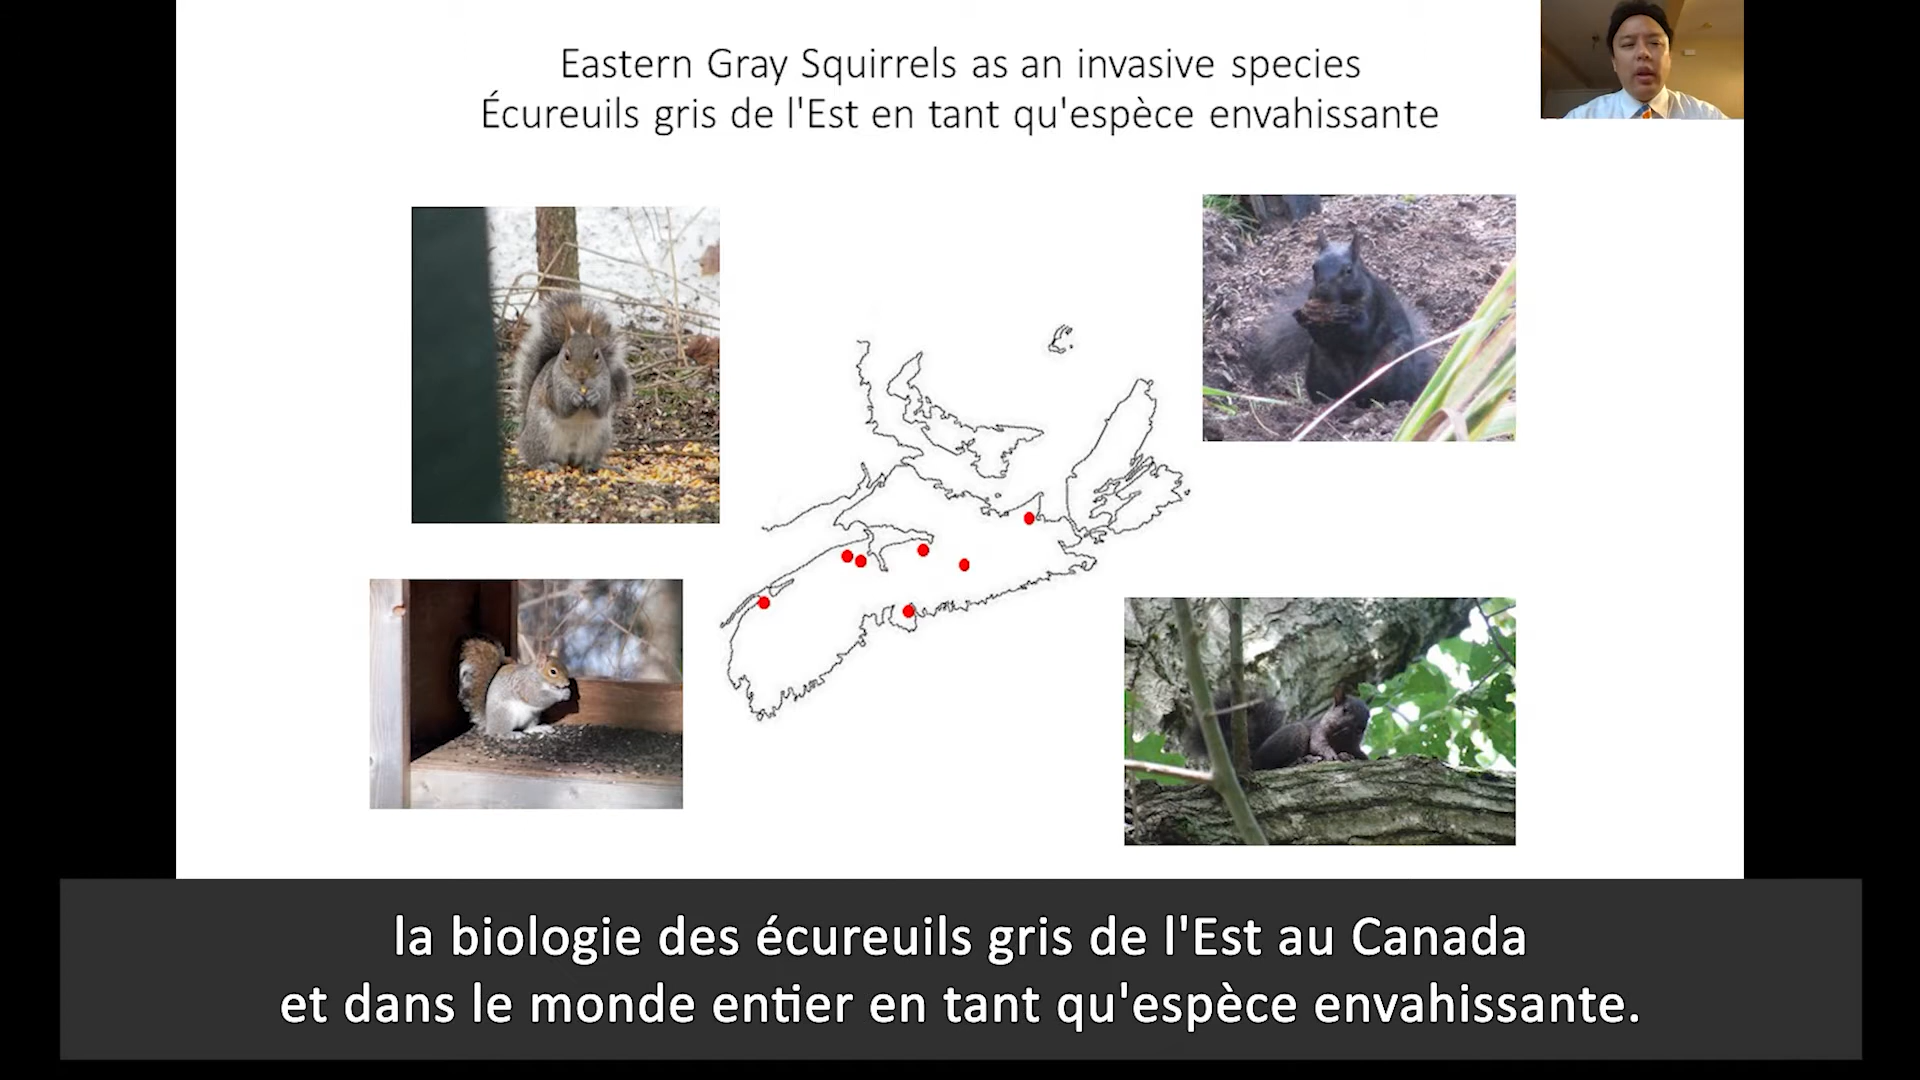 Eastern Gray Squirrels as an invasive species
Écureuils gris de l'Est en tant qu'espèce envahissante
la biologie des écureuils gris de l'Est au Canada
et dans le monde entier en tant qu'espèce envahissante.